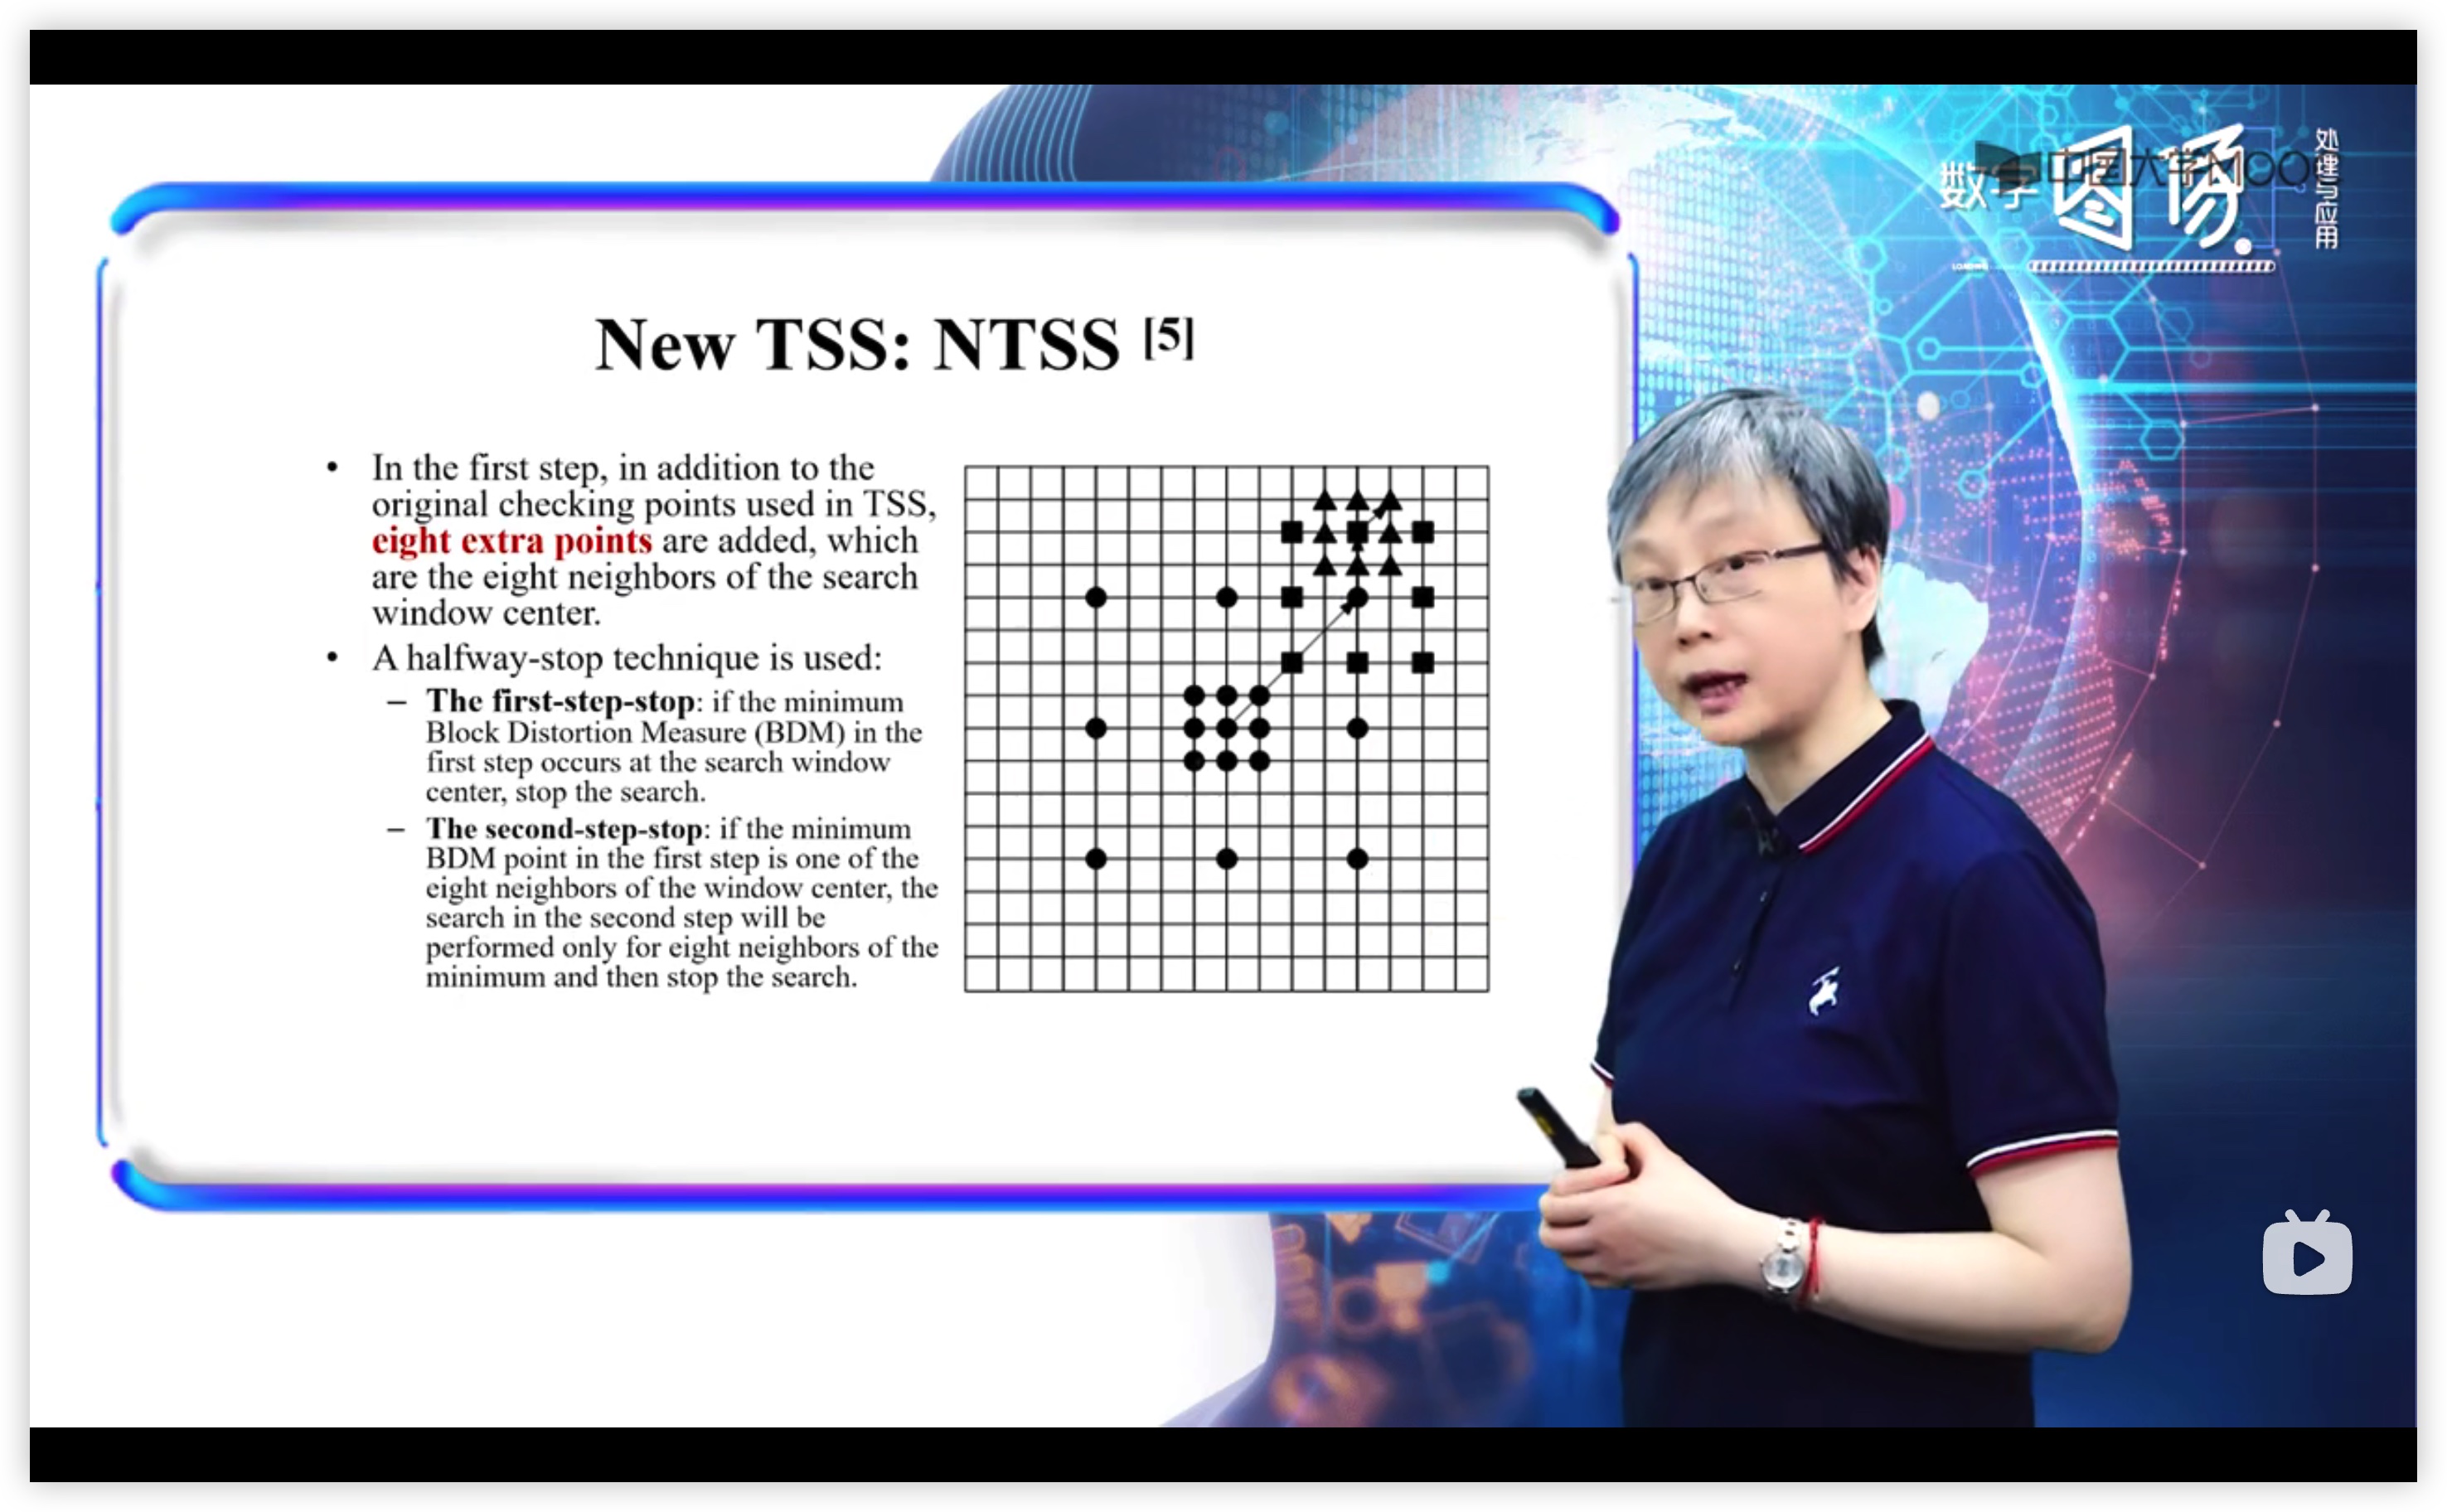 数字图像
处理与应用
中国大学MOOC
LOADING
New TSS: NTSS [5]
• In the first step, in addition to the
original checking points used in TSS,
eight extra points are added, which
are the eight neighbors of the search
window center.
• A halfway-stop technique is used:
– The first-step-stop: if the minimum
Block Distortion Measure (BDM) in the
first step occurs at the search window
center, stop the search.
– The second-step-stop: if the minimum
BDM point in the first step is one of the
eight neighbors of the window center, the
search in the second step will be
performed only for eight neighbors of the
minimum and then stop the search.